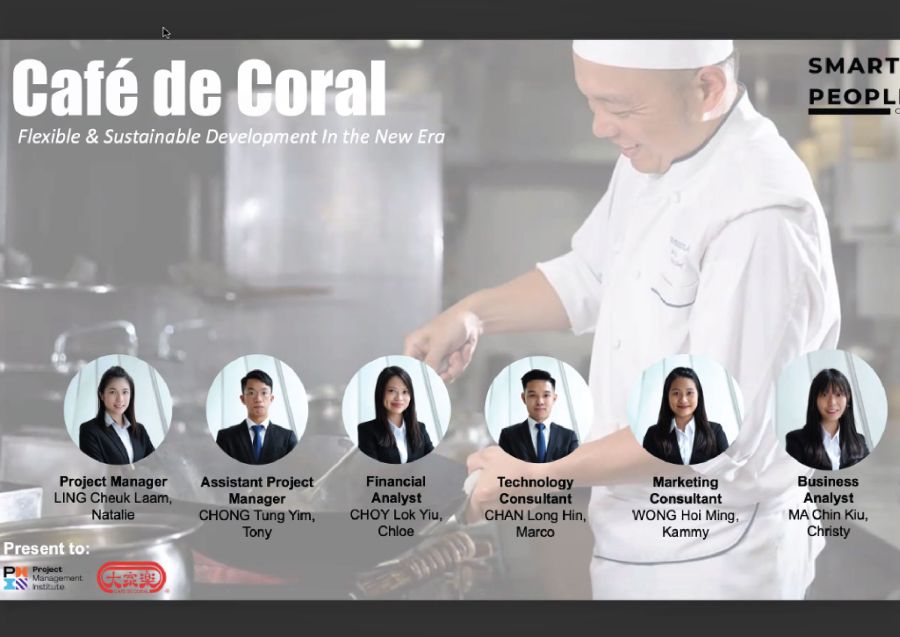 Café de Coral
Flexible & Sustainable Development In the New Era
SMART
PEOPL
Project Manager
LING Cheuk Laam,
Natalie
Assistant Project
Manager
CHONG Tung Yim,
Tony
Financial
Analyst
CHOY Lok Yiu,
Chloe
Technology
Consultant
CHAN Long Hin,
Marco
Marketing
Consultant
WONG Hoi Ming,
Kammy
Business
Analyst
MA Chin Kiu,
Christy
Present to:
Project
Management
Institute
大家樂
CAFÉ DE CORAL